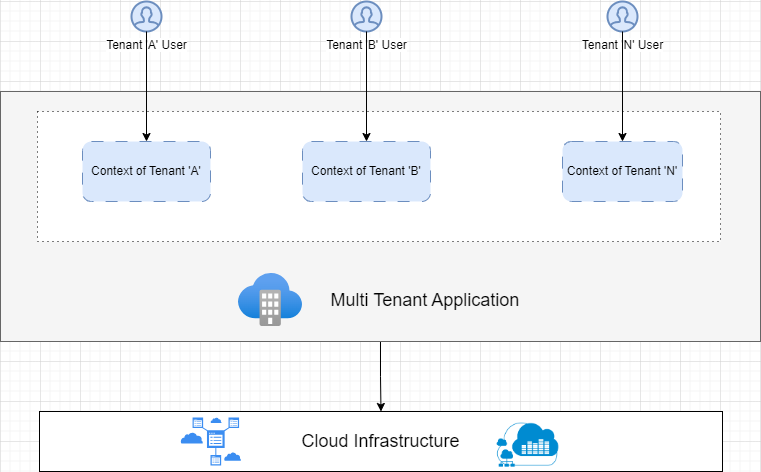 Tenant 'A' User
Tenant 'B' User
Tenant 'N' User
Context of Tenant 'A'
Context of Tenant 'B'
Context of Tenant 'N'
Multi Tenant Application
Cloud Infrastructure